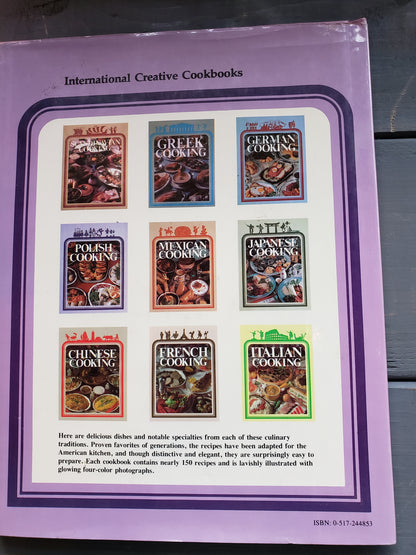 International Creative Cookbooks
SCANDINAVIAN
COOKING
GREEK
COOKING
GERMAN
COOKING
POLISH
COOKING
MEXICAN
COOKING
JAPANESE
COOKING
CHINESE
COOKING
FRENCH
COOKING
ITALIAN
COOKING
Here are delicious dishes and notable specialties from each of these culinary
traditions. Proven favorites of generations, the recipes have been adapted for the
American kitchen, and though distinctive and elegant, they are surprisingly easy to
prepare. Each cookbook contains nearly 150 recipes and is lavishly illustrated with
glowing four-color photographs.
ISBN: 0-517-244853